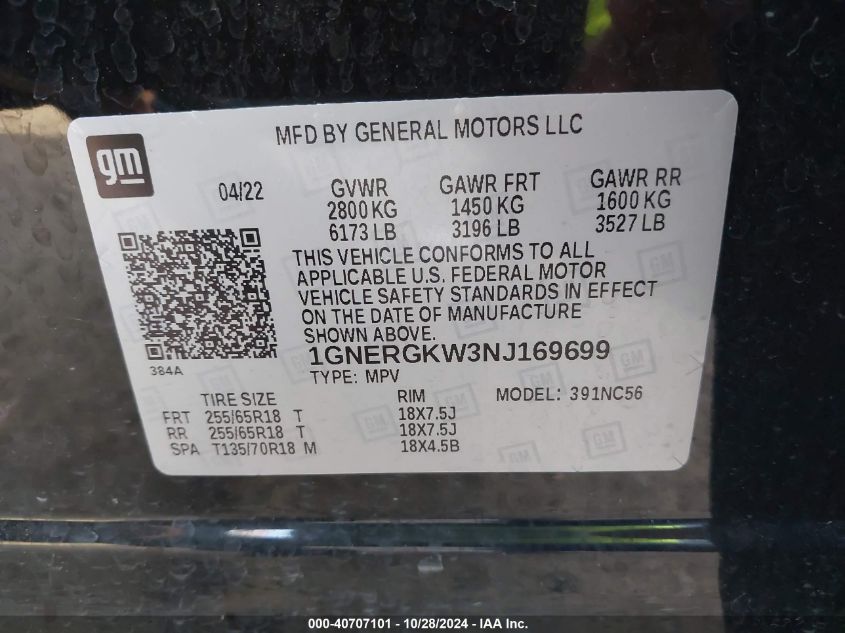 MFD BY GENERAL MOTORS LLC
gm
04/22
GVWR GAWR FRT GAWR RR
2800 KG 1450 KG 1600 KG
6173 LB 3196 LB 3527 LB
THIS VEHICLE CONFORMS TO ALL
APPLICABLE U.S. FEDERAL MOTOR
VEHICLE SAFETY STANDARDS IN EFFECT
ON THE DATE OF MANUFACTURE
SHOWN ABOVE.
384A
1GNERGKW3NJ169699
TYPE: MPV
TIRE SIZE RIM MODEL: 391NC56
FRT 255/65R18 T 18X7.5J
RR 255/65R18 T 18X7.5J
SPA T135/70R18 M 18X4.5B
000-40707101 - 10/28/2024 - IAA Inc.